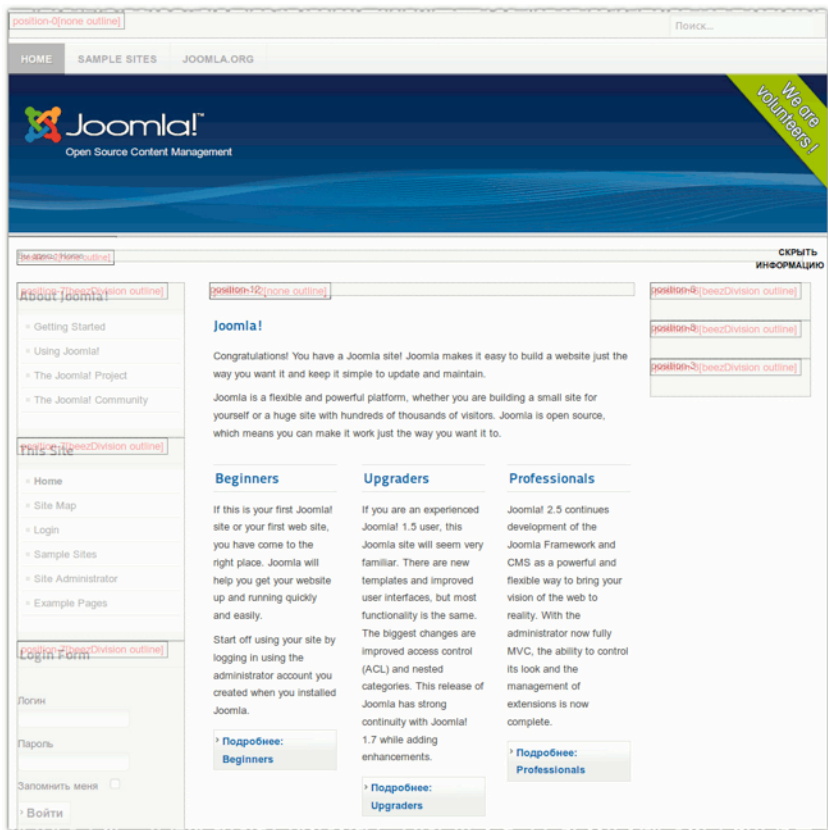 position-0[none outline]
Поиск...
HOME SAMPLE SITES JOOMLA.ORG
We are
volunteers!
Joomla!™
Open Source Content Management
СКРЫТЬ
ИНФОРМАЦИЮ
position-12[none outline]
About Joomla!
Getting Started
Using Joomla!
The Joomla! Project
The Joomla! Community
position-7[beezDivision outline]
This Site
Home
Site Map
Login
Sample Sites
Site Administrator
Example Pages
position-7[beezDivision outline]
Login Form
Логин
Пароль
Запомнить меня
Войти
Joomla!
Congratulations! You have a Joomla site! Joomla makes it easy to build a website just the
way you want it and keep it simple to update and maintain.
Joomla is a flexible and powerful platform, whether you are building a small site for
yourself or a huge site with hundreds of thousands of visitors. Joomla is open source,
which means you can make it work just the way you want it to.
Beginners
If this is your first Joomla!
site or your first web site,
you have come to the
right place. Joomla will
help you get your website
up and running quickly
and easily.
Start off using your site by
logging in using the
administrator account you
created when you installed
Joomla.
Подробнее:
Beginners
Upgraders
If you are an experienced
Joomla! 1.5 user, this
Joomla site will seem very
familiar. There are new
templates and improved
user interfaces, but most
functionality is the same.
The biggest changes are
improved access control
(ACL) and nested
categories. This release of
Joomla has strong
continuity with Joomla!
1.7 while adding
enhancements.
Подробнее:
Upgraders
Professionals
Joomla! 2.5 continues
development of the
Joomla Framework and
CMS as a powerful and
flexible way to bring your
vision of the web to
reality. With the
administrator now fully
MVC, the ability to control
its look and the
management of
extensions is now
complete.
Подробнее:
Professionals